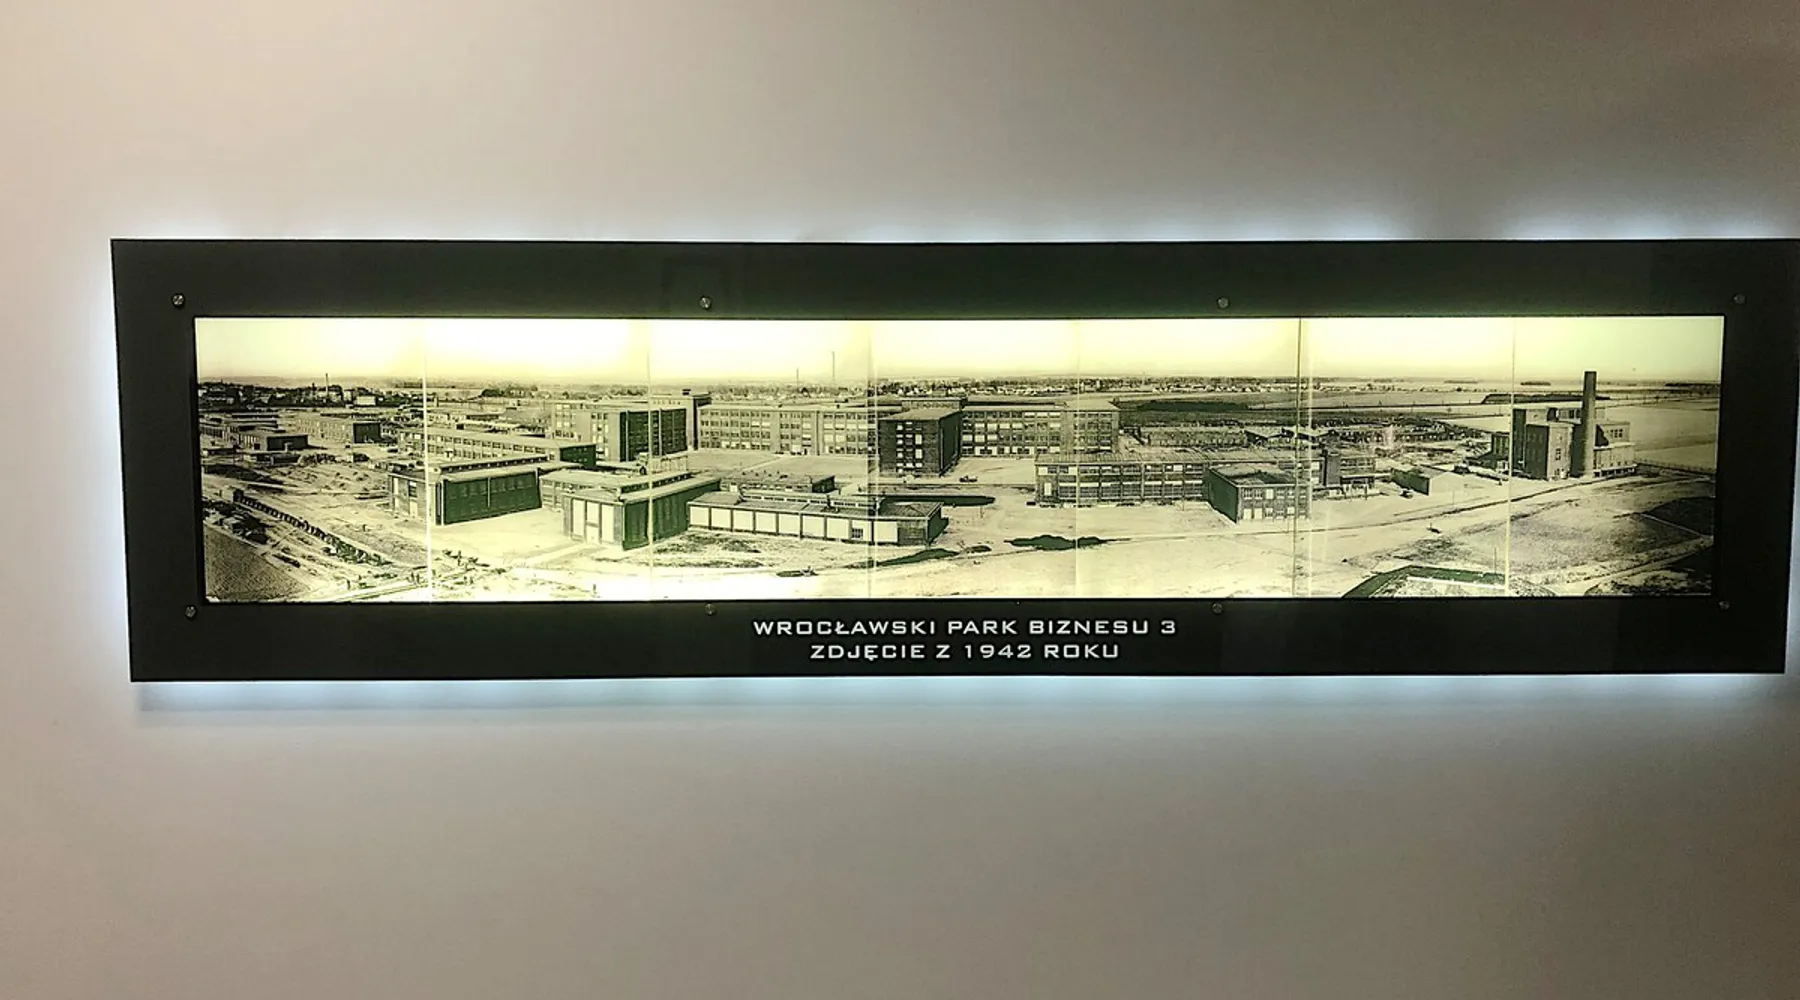 WROCŁAWSKI PARK BIZNESU 3
ZDJĘCIE Z 1942 ROKU